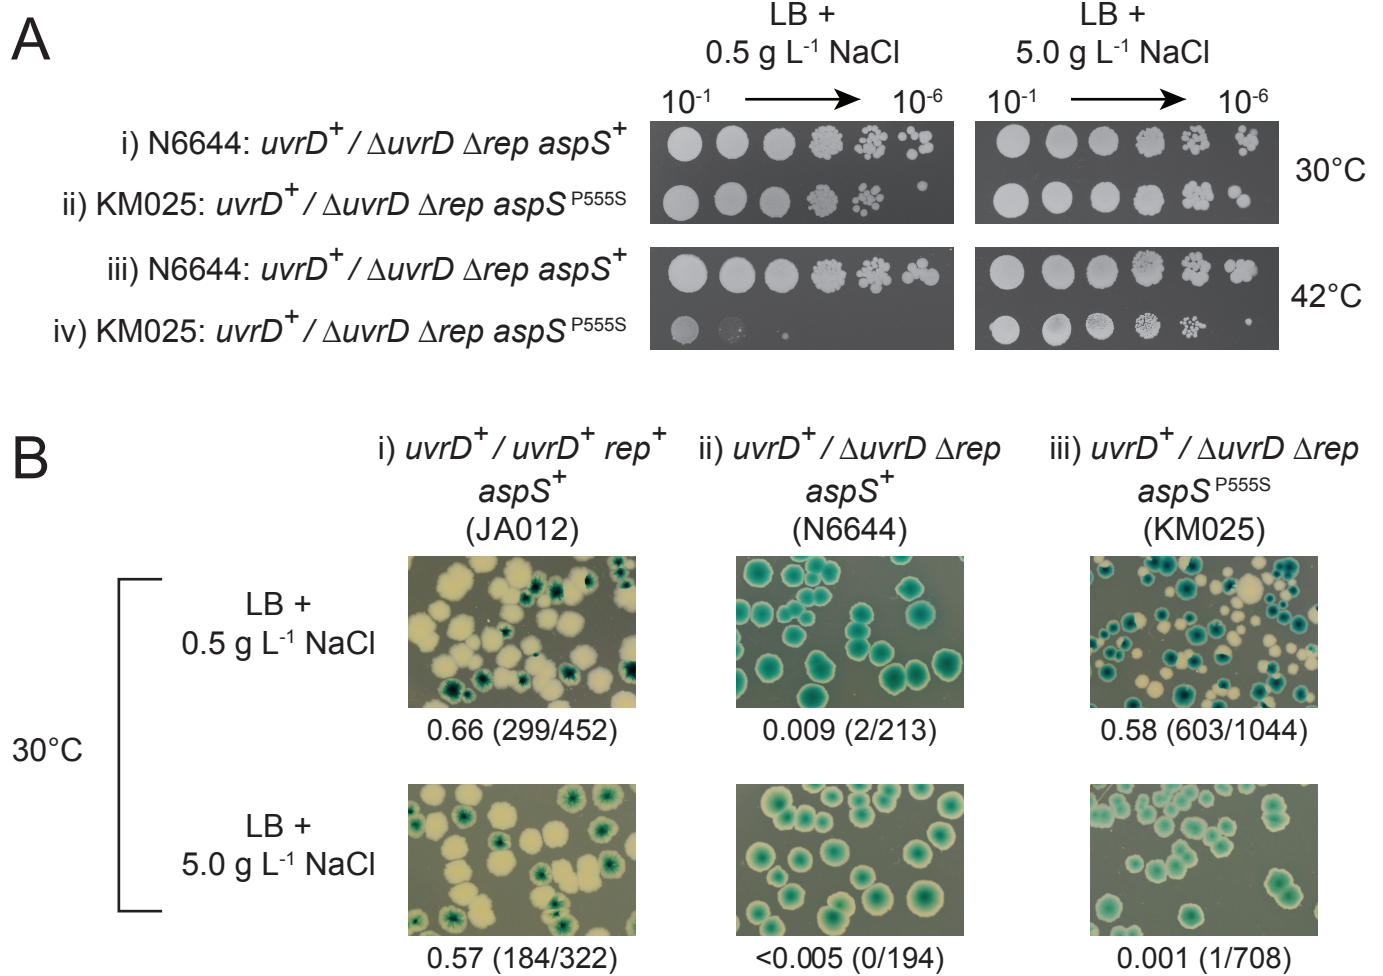 A
LB +
0.5 g L⁻¹ NaCl
LB +
5.0 g L⁻¹ NaCl
10⁻¹ 10⁻⁶ 10⁻¹ 10⁻⁶
i) N6644: uvrD⁺ / ΔuvrD Δrep aspS⁺
ii) KM025: uvrD⁺ / ΔuvrD Δrep aspS ᴾ⁵⁵⁵ˢ
30°C
iii) N6644: uvrD⁺ / ΔuvrD Δrep aspS⁺
iv) KM025: uvrD⁺ / ΔuvrD Δrep aspS ᴾ⁵⁵⁵ˢ
42°C
B
i) uvrD⁺ / uvrD⁺ rep⁺
aspS⁺
(JA012)
ii) uvrD⁺ / ΔuvrD Δrep
aspS⁺
(N6644)
iii) uvrD⁺ / ΔuvrD Δrep
aspS ᴾ⁵⁵⁵ˢ
(KM025)
30°C
LB +
0.5 g L⁻¹ NaCl
0.66 (299/452) 0.009 (2/213) 0.58 (603/1044)
LB +
5.0 g L⁻¹ NaCl
0.57 (184/322) <0.005 (0/194) 0.001 (1/708)